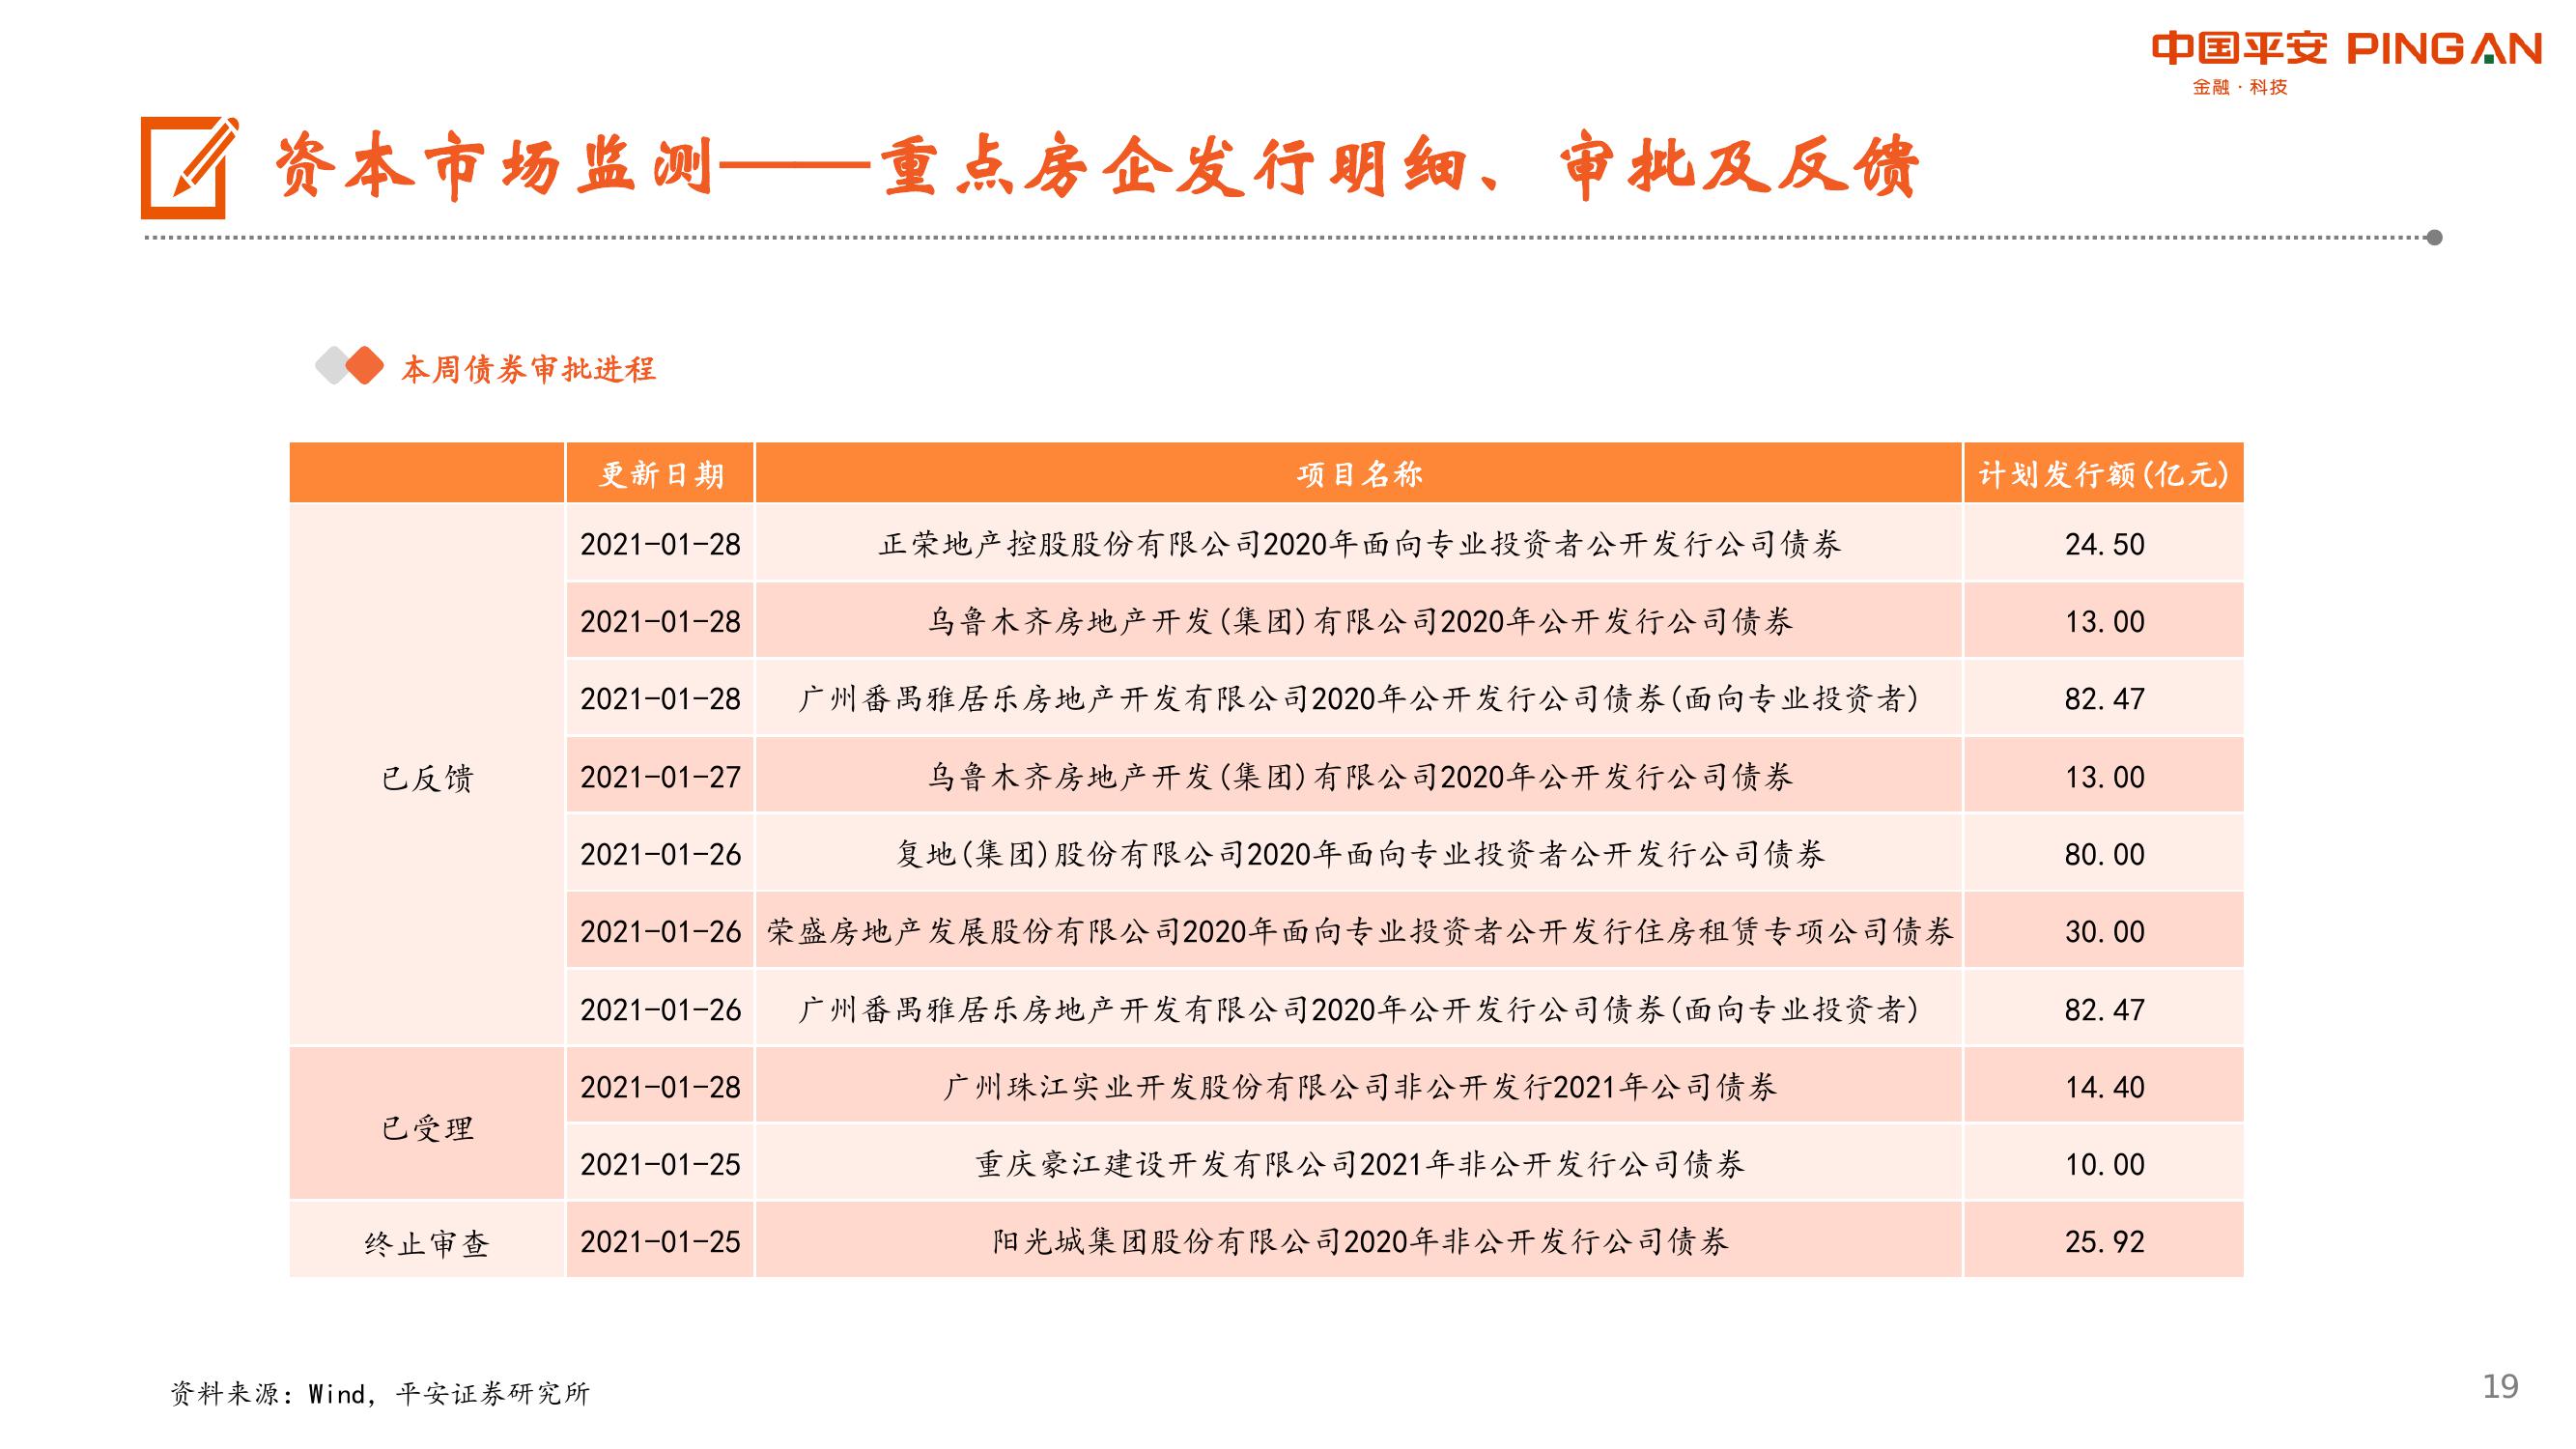 中国平安 PINGAN
金融·科技
资本市场监测——重点房企发行明细、审批及反馈
本周债券审批进程
更新日期 项目名称 计划发行额(亿元)
已反馈
2021-01-28 正荣地产控股股份有限公司2020年面向专业投资者公开发行公司债券 24.50
2021-01-28 乌鲁木齐房地产开发(集团)有限公司2020年公开发行公司债券 13.00
2021-01-28 广州番禺雅居乐房地产开发有限公司2020年公开发行公司债券(面向专业投资者) 82.47
2021-01-27 乌鲁木齐房地产开发(集团)有限公司2020年公开发行公司债券 13.00
2021-01-26 复地(集团)股份有限公司2020年面向专业投资者公开发行公司债券 80.00
2021-01-26 荣盛房地产发展股份有限公司2020年面向专业投资者公开发行住房租赁专项公司债券 30.00
2021-01-26 广州番禺雅居乐房地产开发有限公司2020年公开发行公司债券(面向专业投资者) 82.47
已受理
2021-01-28 广州珠江实业开发股份有限公司非公开发行2021年公司债券 14.40
2021-01-25 重庆豪江建设开发有限公司2021年非公开发行公司债券 10.00
终止审查 2021-01-25 阳光城集团股份有限公司2020年非公开发行公司债券 25.92
资料来源：Wind，平安证券研究所
19